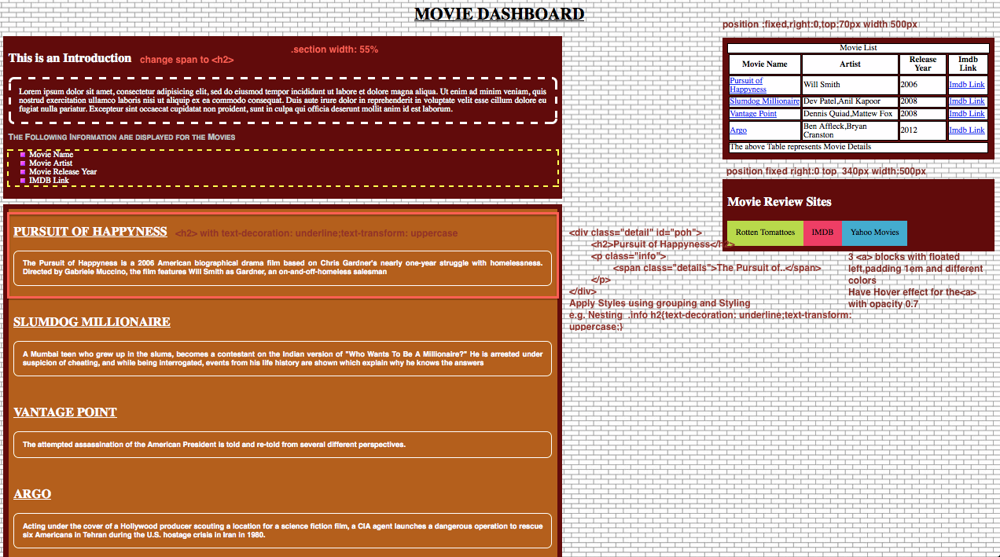 MOVIE DASHBOARD
This is an Introduction
change span to <h2>
.section width: 55%
Lorem ipsum dolor sit amet, consectetur adipisicing elit, sed do eiusmod tempor incididunt ut labore et dolore magna aliqua. Ut enim ad minim veniam, quis
nostrud exercitation ullamco laboris nisi ut aliquip ex ea commodo consequat. Duis aute irure dolor in reprehenderit in voluptate velit esse cillum dolore eu
fugiat nulla pariatur. Excepteur sint occaecat cupidatat non proident, sunt in culpa qui officia deserunt mollit anim id est laborum.
The Following Information are displayed for the Movies
Movie Name
Movie Artist
Movie Release Year
IMDB Link
PURSUIT OF HAPPYNESS
<h2> with text-decoration: underline;text-transform: uppercase
The Pursuit of Happyness is a 2006 American biographical drama film based on Chris Gardner's nearly one-year struggle with homelessness.
Directed by Gabriele Muccino, the film features Will Smith as Gardner, an on-and-off-homeless salesman
SLUMDOG MILLIONAIRE
A Mumbai teen who grew up in the slums, becomes a contestant on the Indian version of "Who Wants To Be A Millionaire?" He is arrested under
suspicion of cheating, and while being interrogated, events from his life history are shown which explain why he knows the answers
VANTAGE POINT
The attempted assassination of the American President is told and re-told from several different perspectives.
ARGO
Acting under the cover of a Hollywood producer scouting a location for a science fiction film, a CIA agent launches a dangerous operation to rescue
six Americans in Tehran during the U.S. hostage crisis in Iran in 1980.
<div class="detail" id="poh">
<h2>Pursuit of Happyness</h2>
<p class="info">
<span class="details">The Pursuit of..</span>
</p>
</div>
Apply Styles using grouping and Styling
e.g. Nesting .info h2{text-decoration: underline;text-transform:
uppercase;}
position :fixed,right:0,top:70px width 500px
Movie List
Movie Name Artist Release Year Imdb Link
Pursuit of Happyness Will Smith 2006 Imdb Link
Slumdog Millionaire Dev Patel,Anil Kapoor 2008 Imdb Link
Vantage Point Dennis Quiad,Mattew Fox 2008 Imdb Link
Argo Ben Affleck,Bryan Cranston 2012 Imdb Link
The above Table represents Movie Details
position fixed right:0 top 340px width:500px
Movie Review Sites
Rotten Tomattoes IMDB Yahoo Movies
3 <a> blocks with floated
left,padding 1em and different
colors
Have Hover effect for the<a>
with opacity 0.7